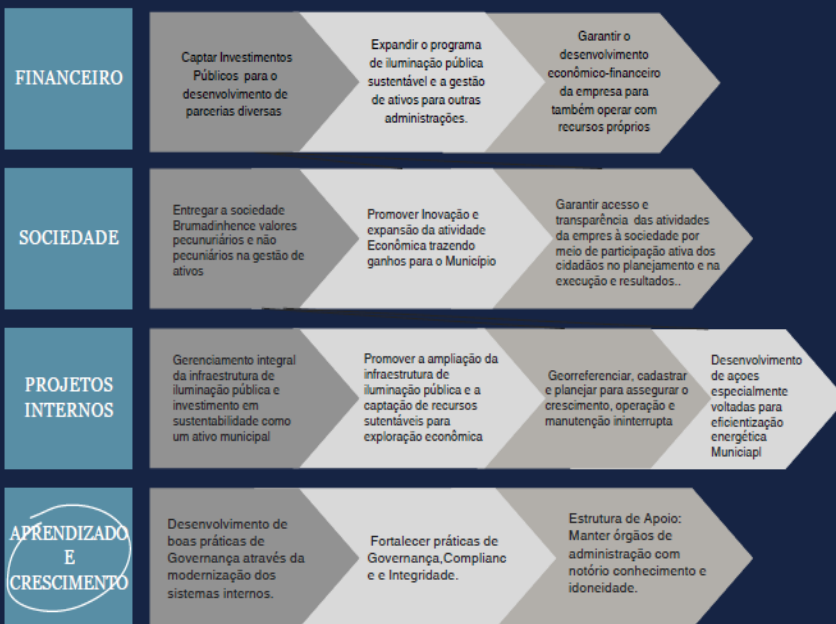 FINANCEIRO
Captar Investimentos
Públicos para o
desenvolvimento de
parcerias diversas
Expandir o programa
de iluminação pública
sustentável e a gestão
de ativos para outras
administrações.
Garantir o
desenvolvimento
econômico-financeiro
da empresa para
também operar com
recursos próprios
SOCIEDADE
Entregar a sociedade
Brumadinhence valores
pecunuriários e não
pecuniários na gestão de
ativos
Promover Inovação e
expansão da atividade
Econômica trazendo
ganhos para o Município
Garantir acesso e
transparência das atividades
da empres à sociedade por
meio de participação ativa dos
cidadãos no planejamento e na
execução e resultados..
PROJETOS
INTERNOS
Gerenciamento integral
da infraestrutura de
iluminação pública e
investimento em
sustentabilidade como
um ativo municipal
Promover a ampliação da
infraestrutura de
iluminação pública e a
captação de recursos
sutentáveis para
exploração econômica
Georreferenciar, cadastrar
e planejar para assegurar o
crescimento, operação e
manutenção ininterrupta
Desenvolvimento
de açoes
especialmente
voltadas para
eficientização
energética
Municiapl
APRENDIZADO
E
CRESCIMENTO
Desenvolvimento de
boas práticas de
Governança através da
modernização dos
sistemas internos.
Fortalecer práticas de
Governança,Complianc
e e Integridade.
Estrutura de Apoio:
Manter órgãos de
administração com
notório conhecimento e
idoneidade.